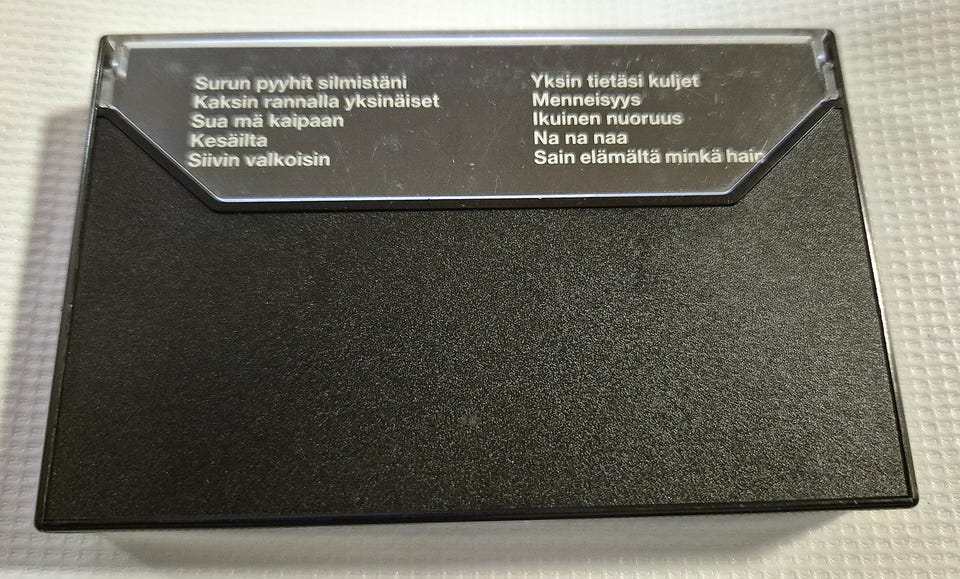 Surun pyyhit silmistäni
Kaksin rannalla yksinäiset
Sua mä kaipaan
Kesäilta
Siivin valkoisin
Yksin tietäsi kuljet
Menneisyys
Ikuinen nuoruus
Na na naa
Sain elämältä minkä hain